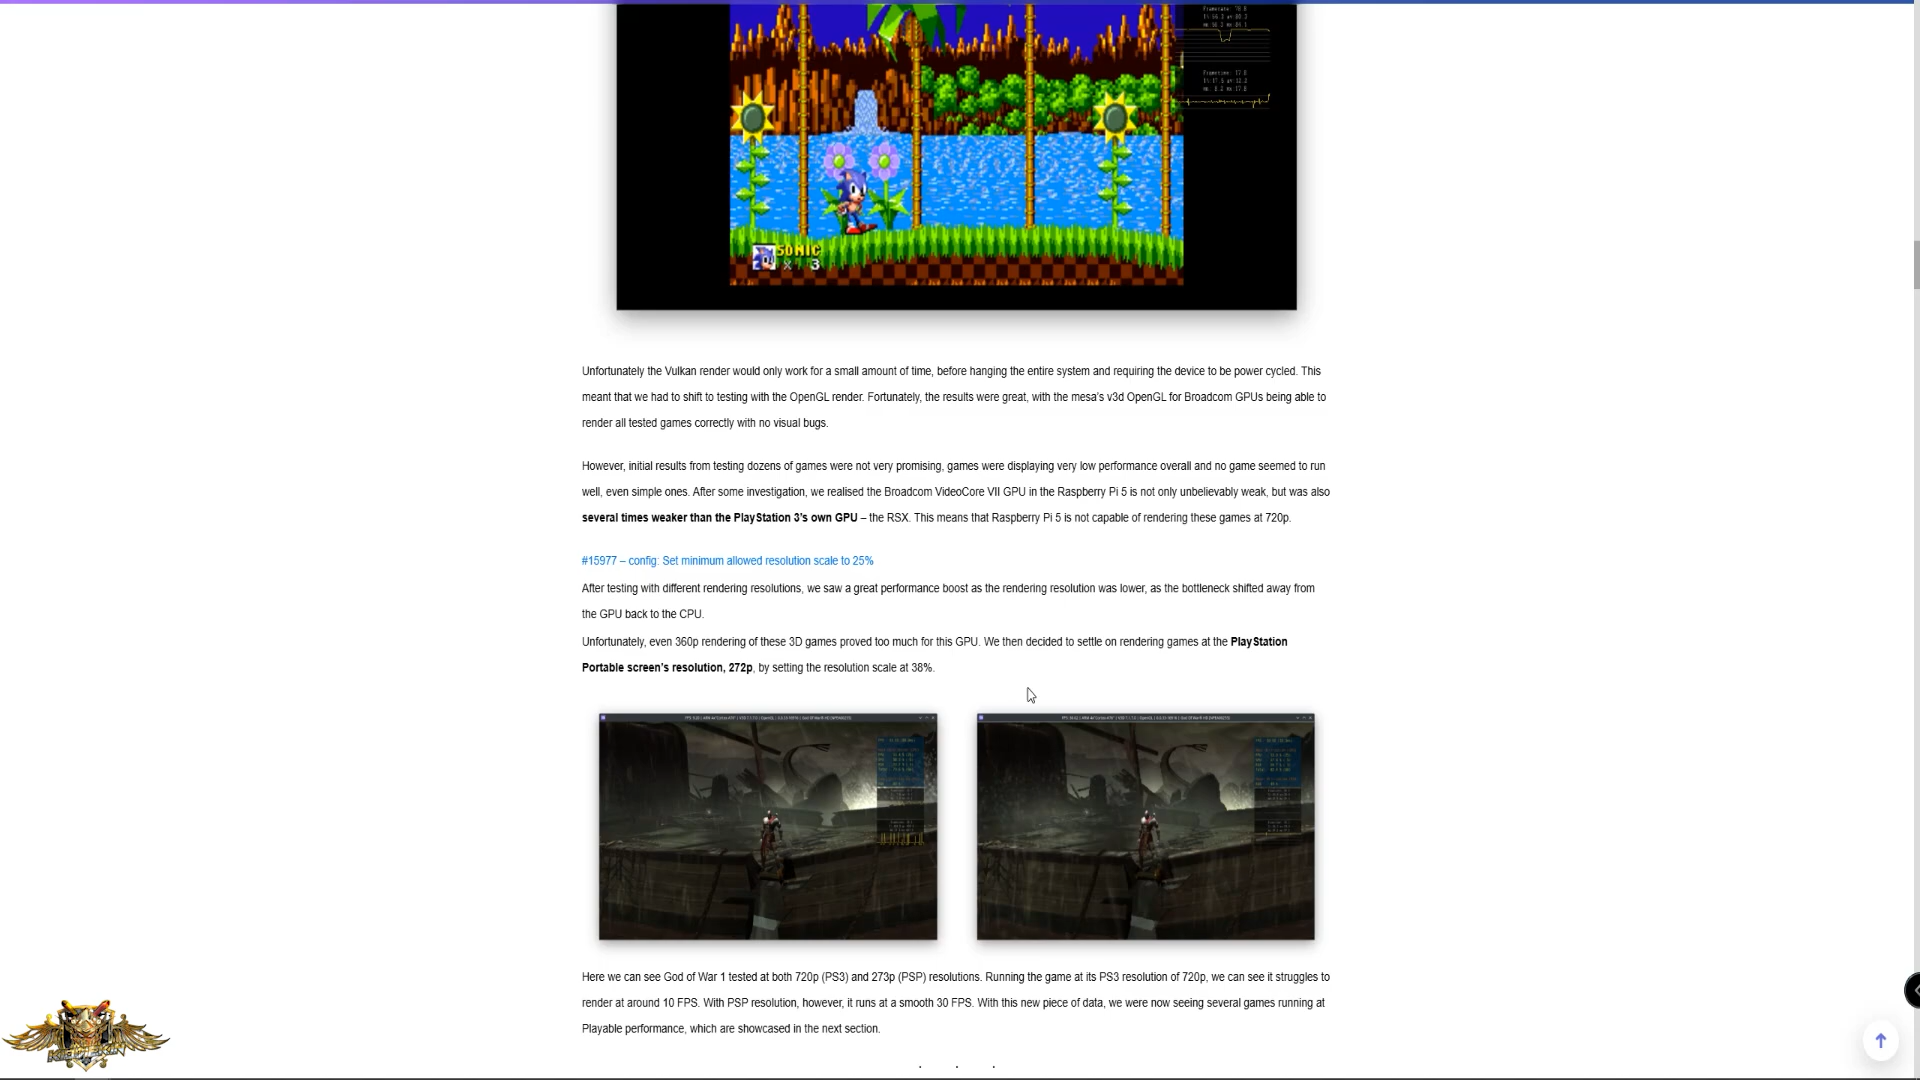 SONIC
X 3
Unfortunately the Vulkan render would only work for a small amount of time, before hanging the entire system and requiring the device to be power cycled. This
meant that we had to shift to testing with the OpenGL render. Fortunately, the results were great, with the mesa's v3d OpenGL for Broadcom GPUs being able to
render all tested games correctly with no visual bugs.
However, initial results from testing dozens of games were not very promising, games were displaying very low performance overall and no game seemed to run
well, even simple ones. After some investigation, we realised the Broadcom VideoCore VII GPU in the Raspberry Pi 5 is not only unbelievably weak, but was also
several times weaker than the PlayStation 3's own GPU – the RSX. This means that Raspberry Pi 5 is not capable of rendering these games at 720p.
#15977 – config: Set minimum allowed resolution scale to 25%
After testing with different rendering resolutions, we saw a great performance boost as the rendering resolution was lower, as the bottleneck shifted away from
the GPU back to the CPU.
Unfortunately, even 360p rendering of these 3D games proved too much for this GPU. We then decided to settle on rendering games at the PlayStation
Portable screen's resolution, 272p, by setting the resolution scale at 38%.
Here we can see God of War 1 tested at both 720p (PS3) and 273p (PSP) resolutions. Running the game at its PS3 resolution of 720p, we can see it struggles to
render at around 10 FPS. With PSP resolution, however, it runs at a smooth 30 FPS. With this new piece of data, we were now seeing several games running at
Playable performance, which are showcased in the next section.
. . .